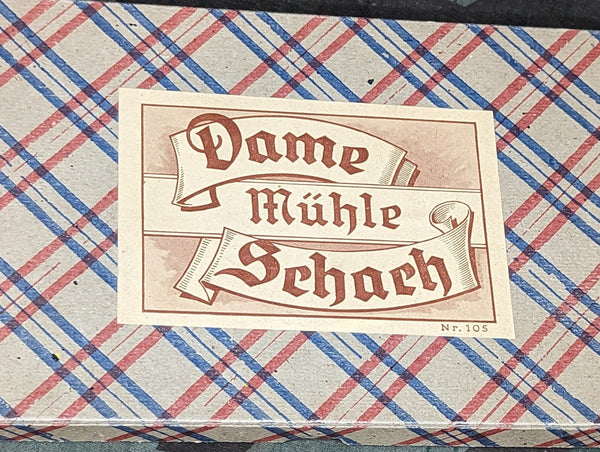 Dame
Mühle
Schach
Nr. 105